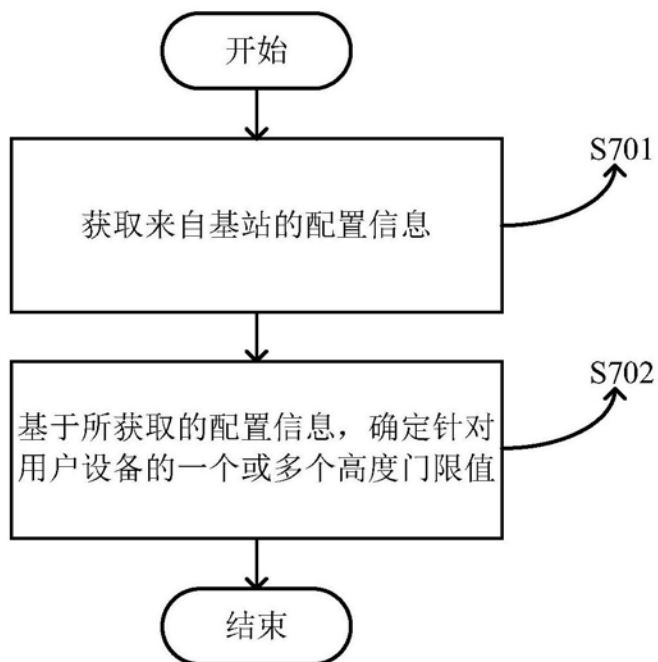 开始
S701
获取来自基站的配置信息
S702
基于所获取的配置信息，确定针对
用户设备的一个或多个高度门限值
结束